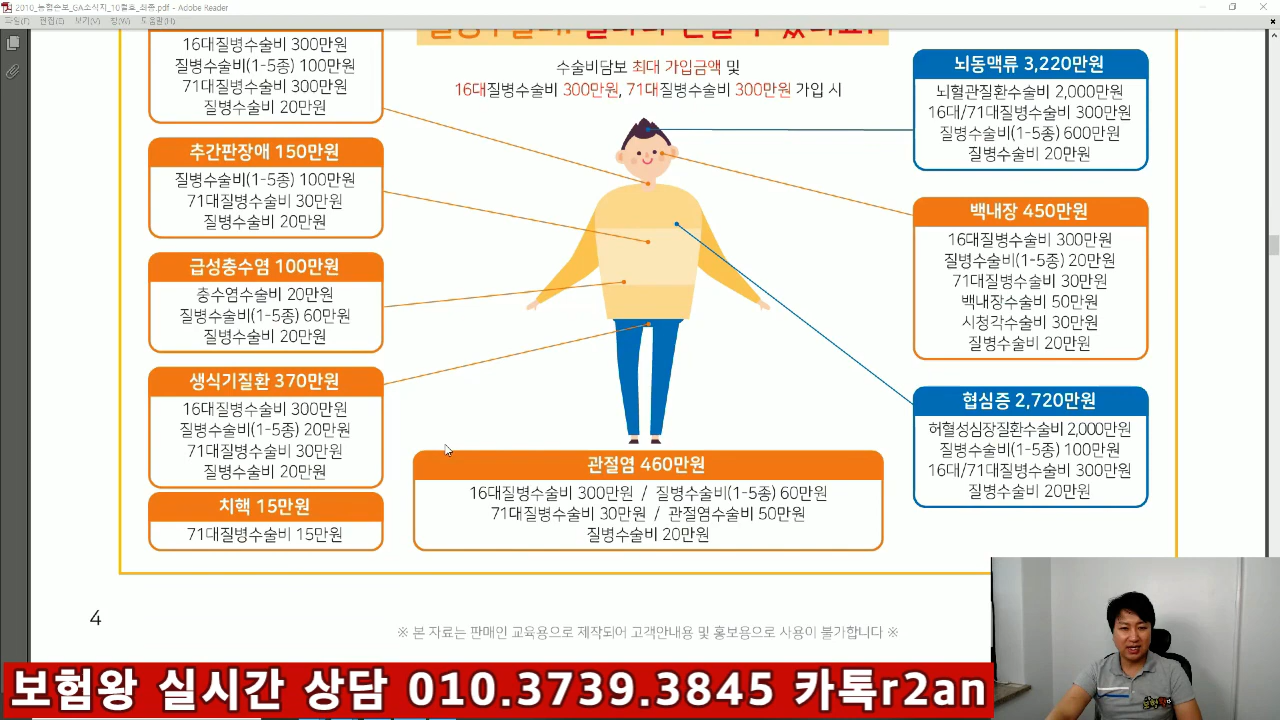 2010_농협손보_GA소식지_10월호_최종.pdf - Adobe Reader
파일(F) 편집(E) 보기(V) 창(W) 도움말(H)
수술비담보 최대 가입금액 및
16대질병수술비 300만원, 71대질병수술비 300만원 가입 시
16대질병수술비 300만원
질병수술비(1-5종) 100만원
71대질병수술비 300만원
질병수술비 20만원
추간판장애 150만원
질병수술비(1-5종) 100만원
71대질병수술비 30만원
질병수술비 20만원
급성충수염 100만원
충수염수술비 20만원
질병수술비(1-5종) 60만원
질병수술비 20만원
생식기질환 370만원
16대질병수술비 300만원
질병수술비(1-5종) 20만원
71대질병수술비 30만원
질병수술비 20만원
치핵 15만원
71대질병수술비 15만원
뇌동맥류 3,220만원
뇌혈관질환수술비 2,000만원
16대/71대질병수술비 300만원
질병수술비(1-5종) 600만원
질병수술비 20만원
백내장 450만원
16대질병수술비 300만원
질병수술비(1-5종) 20만원
71대질병수술비 30만원
백내장수술비 50만원
시청각수술비 30만원
질병수술비 20만원
협심증 2,720만원
허혈성심장질환수술비 2,000만원
질병수술비(1-5종) 100만원
16대/71대질병수술비 300만원
질병수술비 20만원
관절염 460만원
16대질병수술비 300만원 / 질병수술비(1-5종) 60만원
71대질병수술비 30만원 / 관절염수술비 50만원
질병수술비 20만원
4
※ 본 자료는 판매인 교육용으로 제작되어 고객안내용 및 홍보용으로 사용이 불가합니다 ※
보험왕 실시간 상담 010.3739.3845 카톡r2an